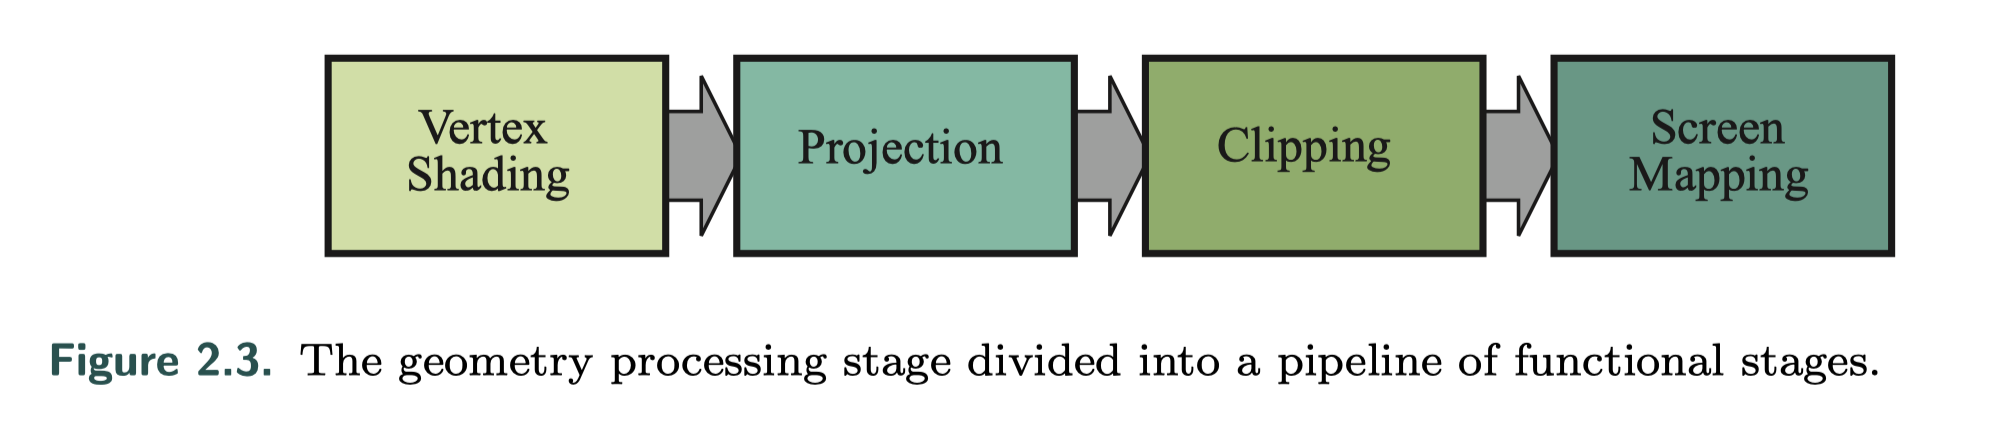 Vertex
Shading
Projection
Clipping
Screen
Mapping
Figure 2.3. The geometry processing stage divided into a pipeline of functional stages.